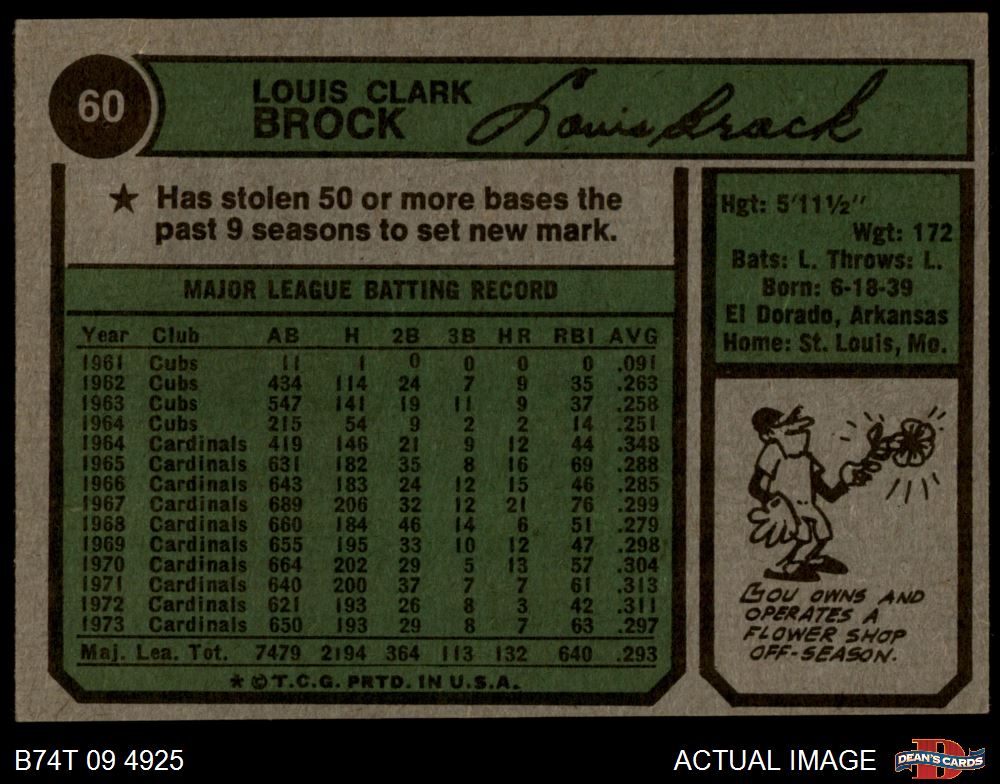 60
LOUIS CLARK
BROCK
Louis Brock
★ Has stolen 50 or more bases the
past 9 seasons to set new mark.
MAJOR LEAGUE BATTING RECORD
Year Club AB H 2B 3B HR RBI AVG
1961 Cubs 11 1 0 0 0 0 .091
1962 Cubs 434 114 24 7 9 35 .263
1963 Cubs 547 141 19 11 9 37 .258
1964 Cubs 215 54 9 2 2 14 .251
1964 Cardinals 419 146 21 9 12 44 .348
1965 Cardinals 631 182 35 8 16 69 .288
1966 Cardinals 643 183 24 12 15 46 .285
1967 Cardinals 689 206 32 12 21 76 .299
1968 Cardinals 660 184 46 14 6 51 .279
1969 Cardinals 655 195 33 10 12 47 .298
1970 Cardinals 664 202 29 5 13 57 .304
1971 Cardinals 640 200 37 7 7 61 .313
1972 Cardinals 621 193 26 8 3 42 .311
1973 Cardinals 650 193 29 8 7 63 .297
Maj. Lea. Tot. 7479 2194 364 113 132 640 .293
★ © T.C.G. PRTD. IN U.S.A.
Hgt: 5'11½"
Wgt: 172
Bats: L. Throws: L.
Born: 6-18-39
El Dorado, Arkansas
Home: St. Louis, Mo.
LOU OWNS AND
OPERATES A
FLOWER SHOP
OFF-SEASON.
B74T 09 4925
ACTUAL IMAGE
D
DEAN'S CARDS